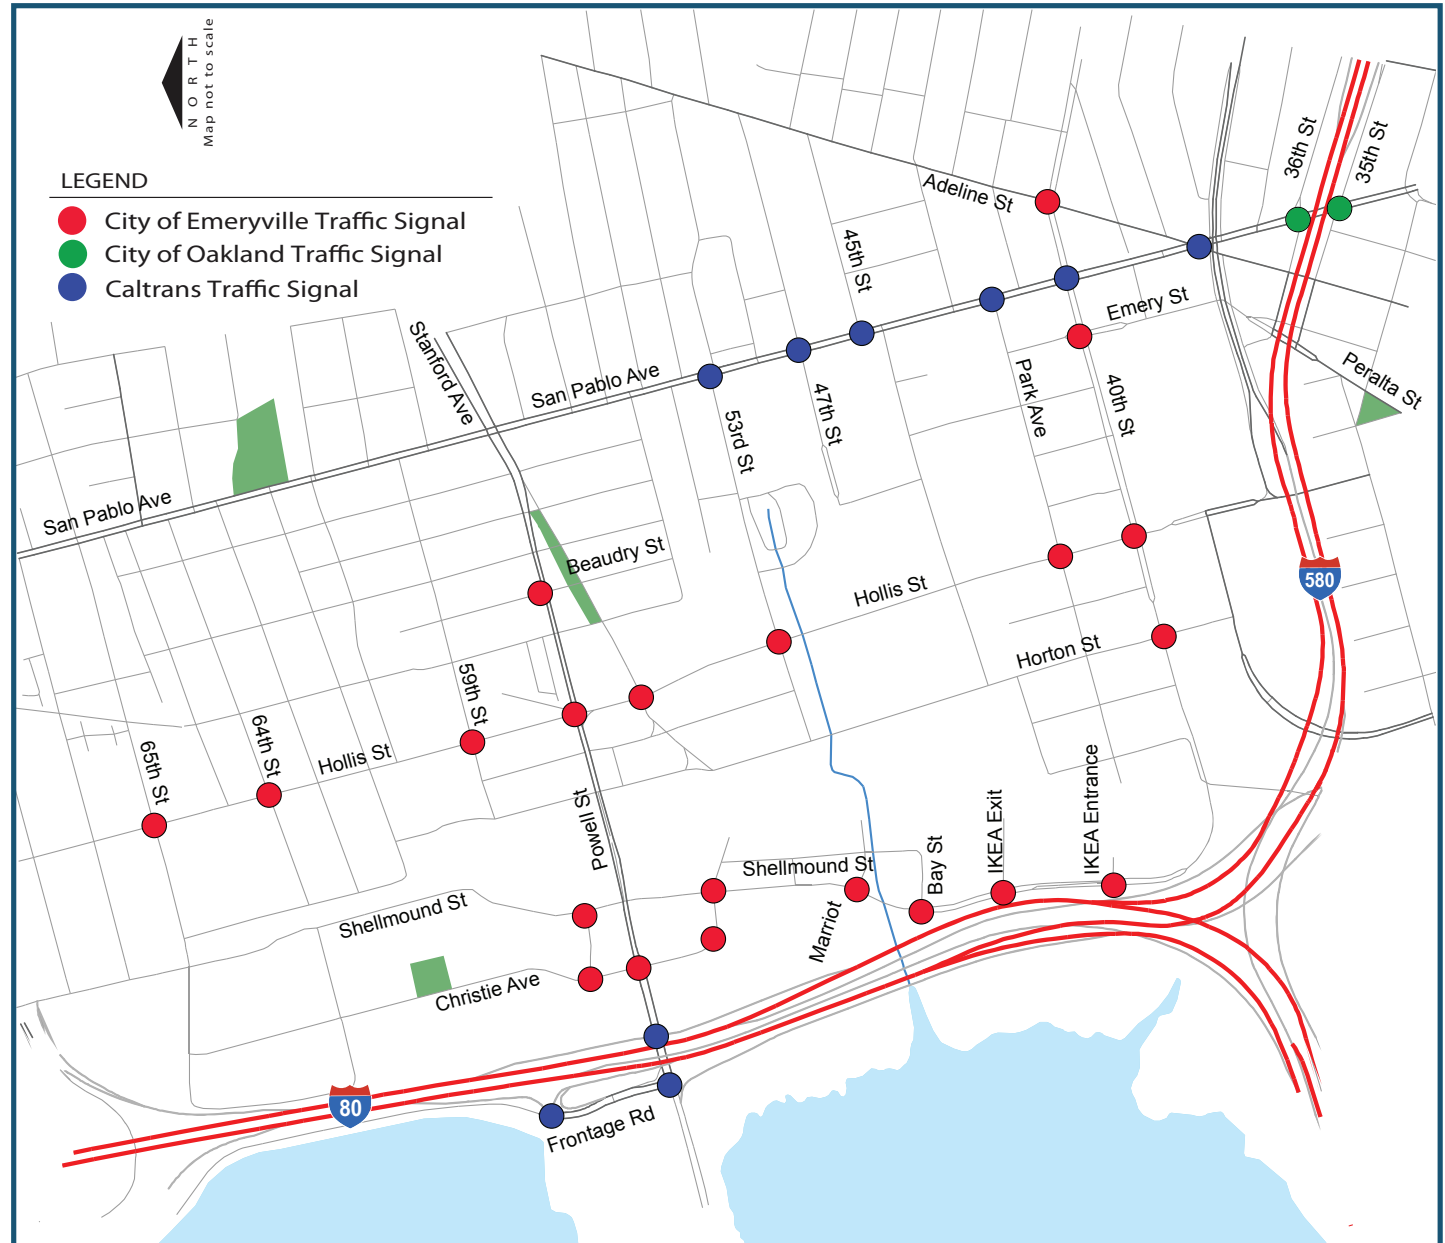 NORTH
Map not to scale
LEGEND
City of Emeryville Traffic Signal
City of Oakland Traffic Signal
Caltrans Traffic Signal
36th St
35th St
Adeline St
45th St
Emery St
Stanford Ave
San Pablo Ave
Park Ave
40th St
Peralta St
47th St
53rd St
San Pablo Ave
Beaudry St
Hollis St
580
Horton St
59th St
64th St
65th St
Hollis St
Powell St
IKEA Exit
IKEA Entrance
Bay St
Shellmound St
Marriot
Shellmound St
Christie Ave
80
Frontage Rd